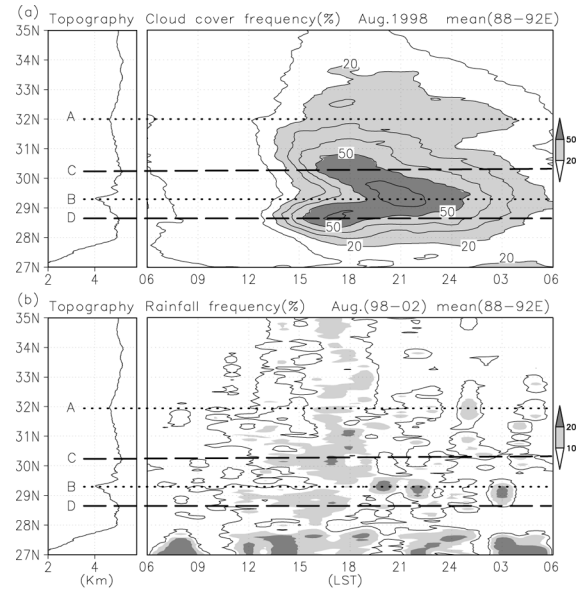 (a) Topography Cloud cover frequency(%) Aug.1998 mean(88−92E)
35N
34N
33N
32N
31N
30N
29N
28N
27N
A
C
B
D
20
50
50
50
20
20
20
50
20
2 4 06 09 12 15 18 21 24 03 06
(b) Topography Rainfall frequency(%) Aug.(98−02) mean(88−92E)
35N
34N
33N
32N
31N
30N
29N
28N
27N
A
C
B
D
20
10
2 4 06 09 12 15 18 21 24 03 06
(Km) (LST)